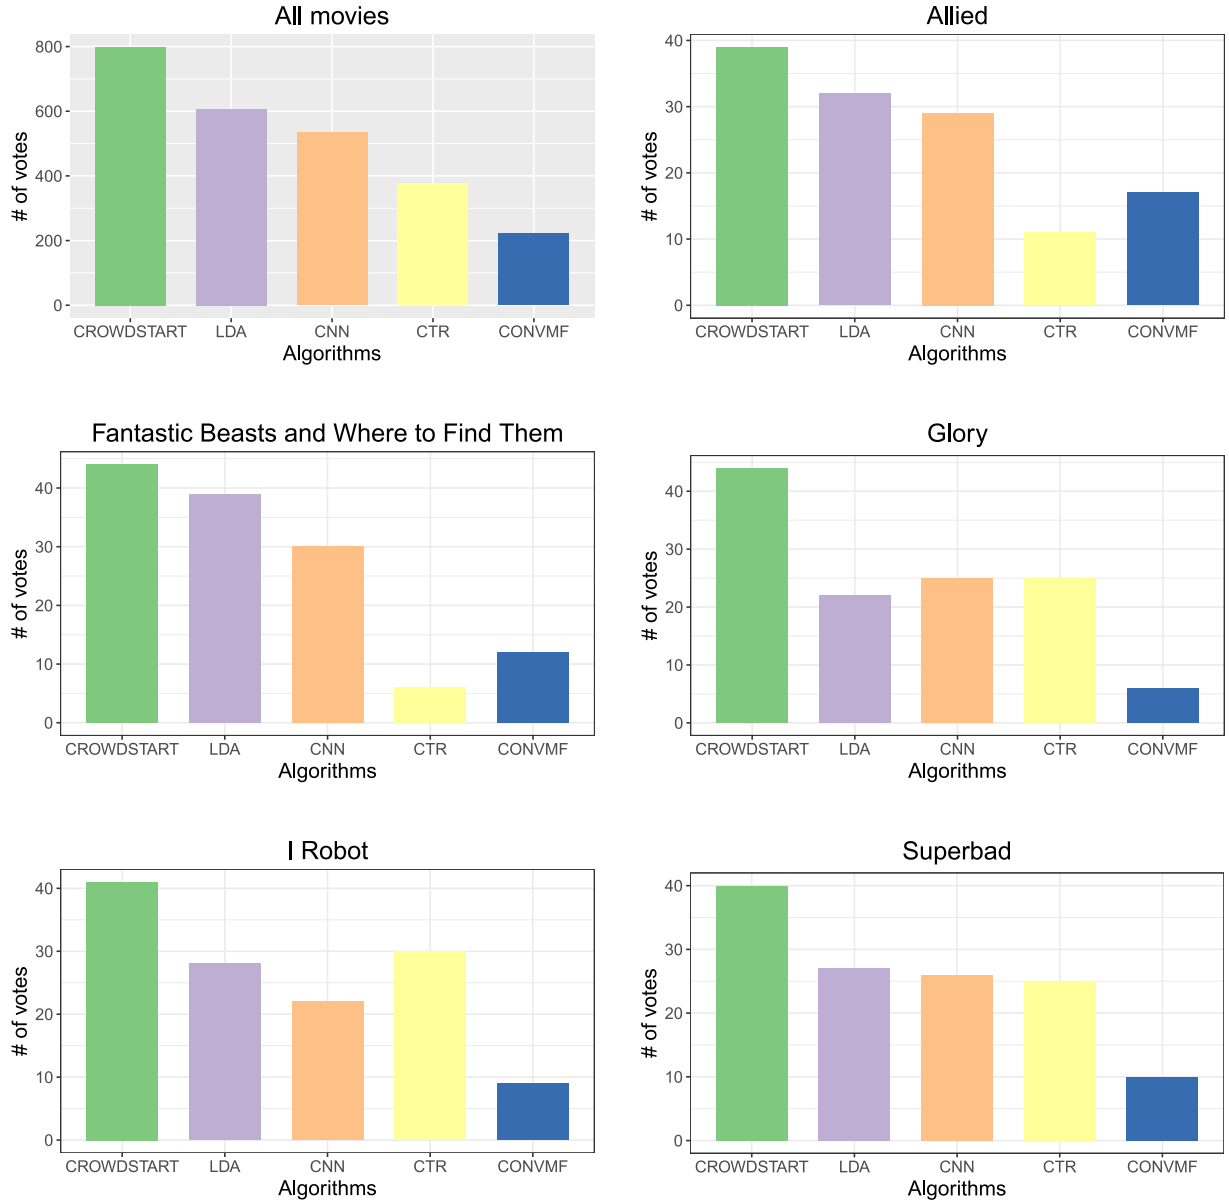 All movies
# of votes
800
600
400
200
0
CROWDSTART LDA CNN CTR CONVMF
Algorithms
Allied
# of votes
40
30
20
10
0
CROWDSTART LDA CNN CTR CONVMF
Algorithms
Fantastic Beasts and Where to Find Them
# of votes
40
30
20
10
0
CROWDSTART LDA CNN CTR CONVMF
Algorithms
Glory
# of votes
40
30
20
10
0
CROWDSTART LDA CNN CTR CONVMF
Algorithms
I Robot
# of votes
40
30
20
10
0
CROWDSTART LDA CNN CTR CONVMF
Algorithms
Superbad
# of votes
40
30
20
10
0
CROWDSTART LDA CNN CTR CONVMF
Algorithms